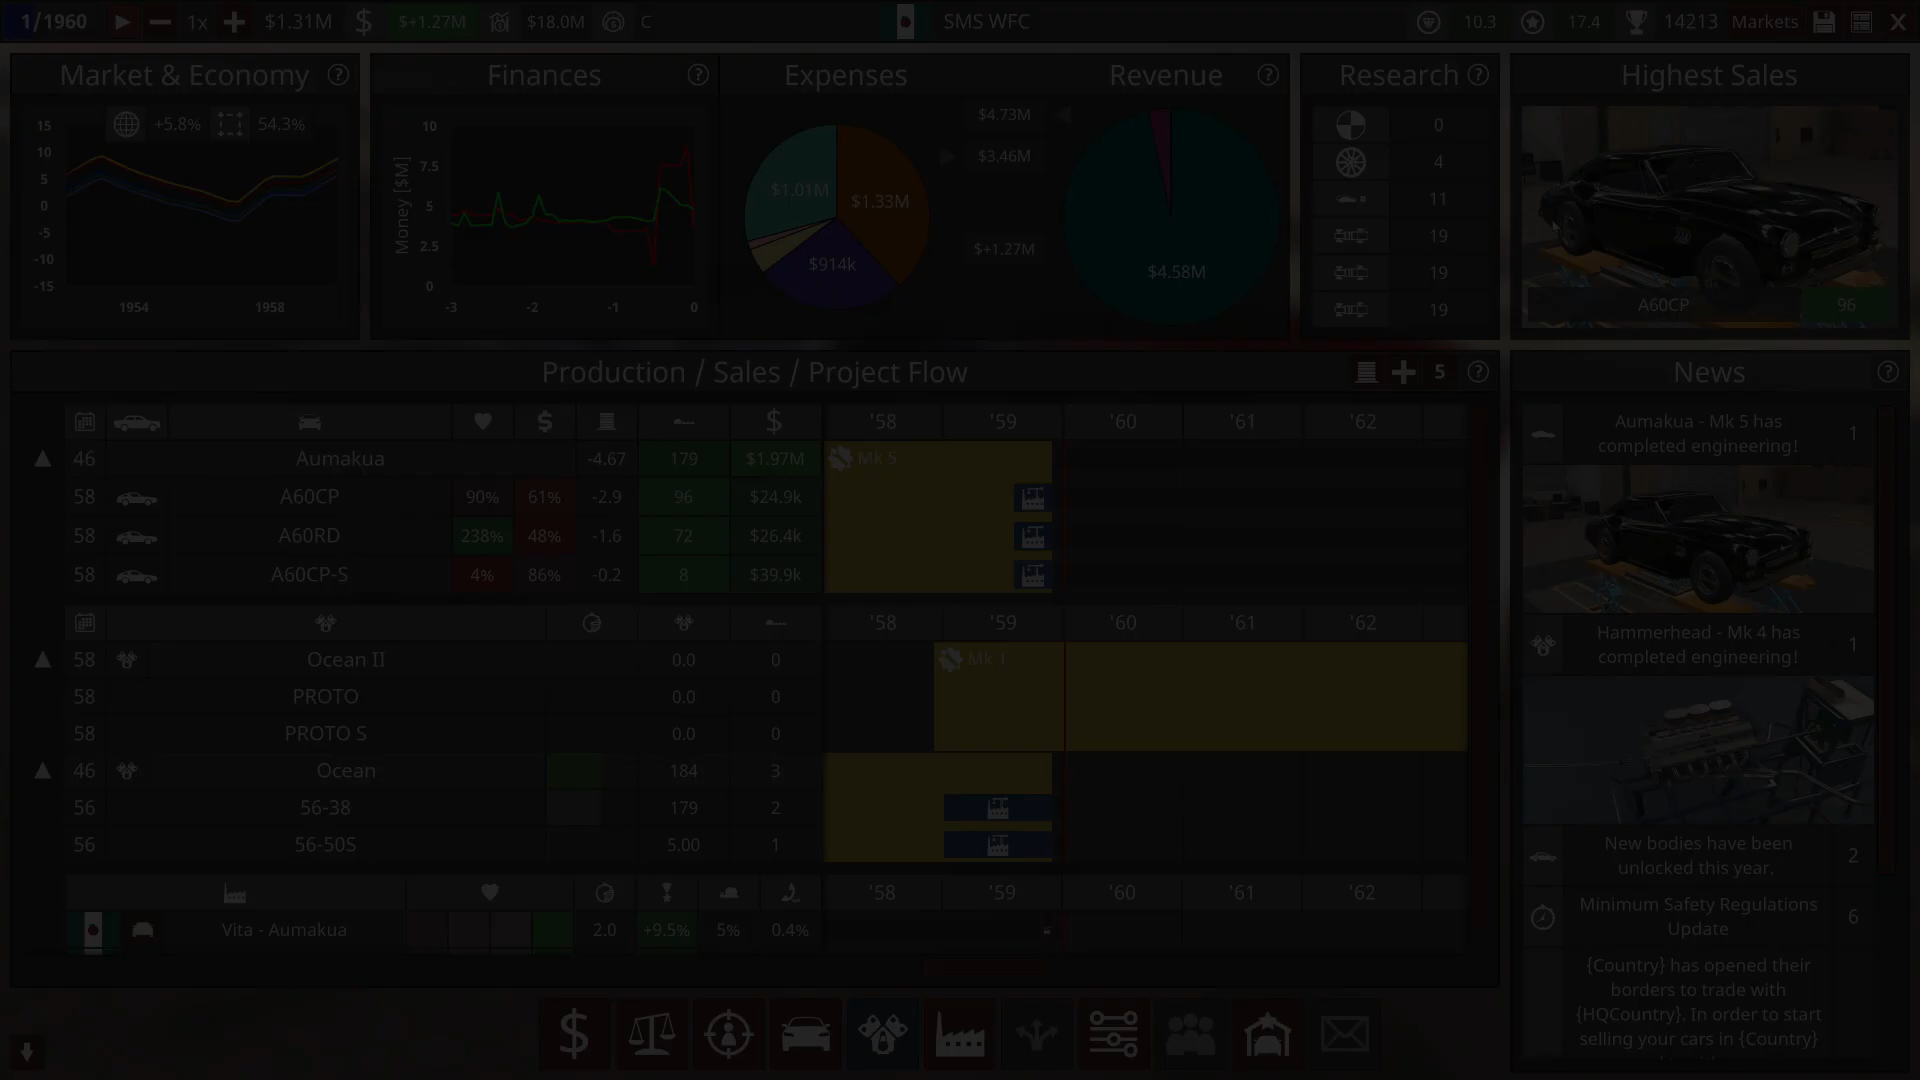 1/1960 1x $1.31M $+1.27M $18.0M C SMS WFC 10.3 17.4 14213 Markets
Market & Economy
+5.8% 54.3%
15
10
5
0
-5
-10
-15
1954 1958
Finances
Money [$M]
10
7.5
5
2.5
0
-3 -2 -1 0
Expenses
$1.01M $1.33M
$914k
$4.73M
$3.46M
$+1.27M
Revenue
$4.58M
Research
0
4
11
19
19
19
Highest Sales
A60CP 96
Production / Sales / Project Flow 5
$ $ '58 '59 '60 '61 '62
46 Aumakua -4.67 179 $1.97M Mk 5
58 A60CP 90% 61% -2.9 96 $24.9k
58 A60RD 238% 48% -1.6 72 $26.4k
58 A60CP-S 4% 86% -0.2 8 $39.9k
'58 '59 '60 '61 '62
58 Ocean II 0.0 0 Mk 1
58 PROTO 0.0 0
58 PROTO S 0.0 0
46 Ocean 184 3
56 56-38 179 2
56 56-50S 5.00 1
'58 '59 '60 '61 '62
Vita - Aumakua 2.0 +9.5% 5% 0.4%
News
Aumakua - Mk 5 has
completed engineering! 1
Hammerhead - Mk 4 has
completed engineering! 1
New bodies have been
unlocked this year. 2
Minimum Safety Regulations
Update 6
{Country} has opened their
borders to trade with
{HQCountry}. In order to start
selling your cars in {Country}